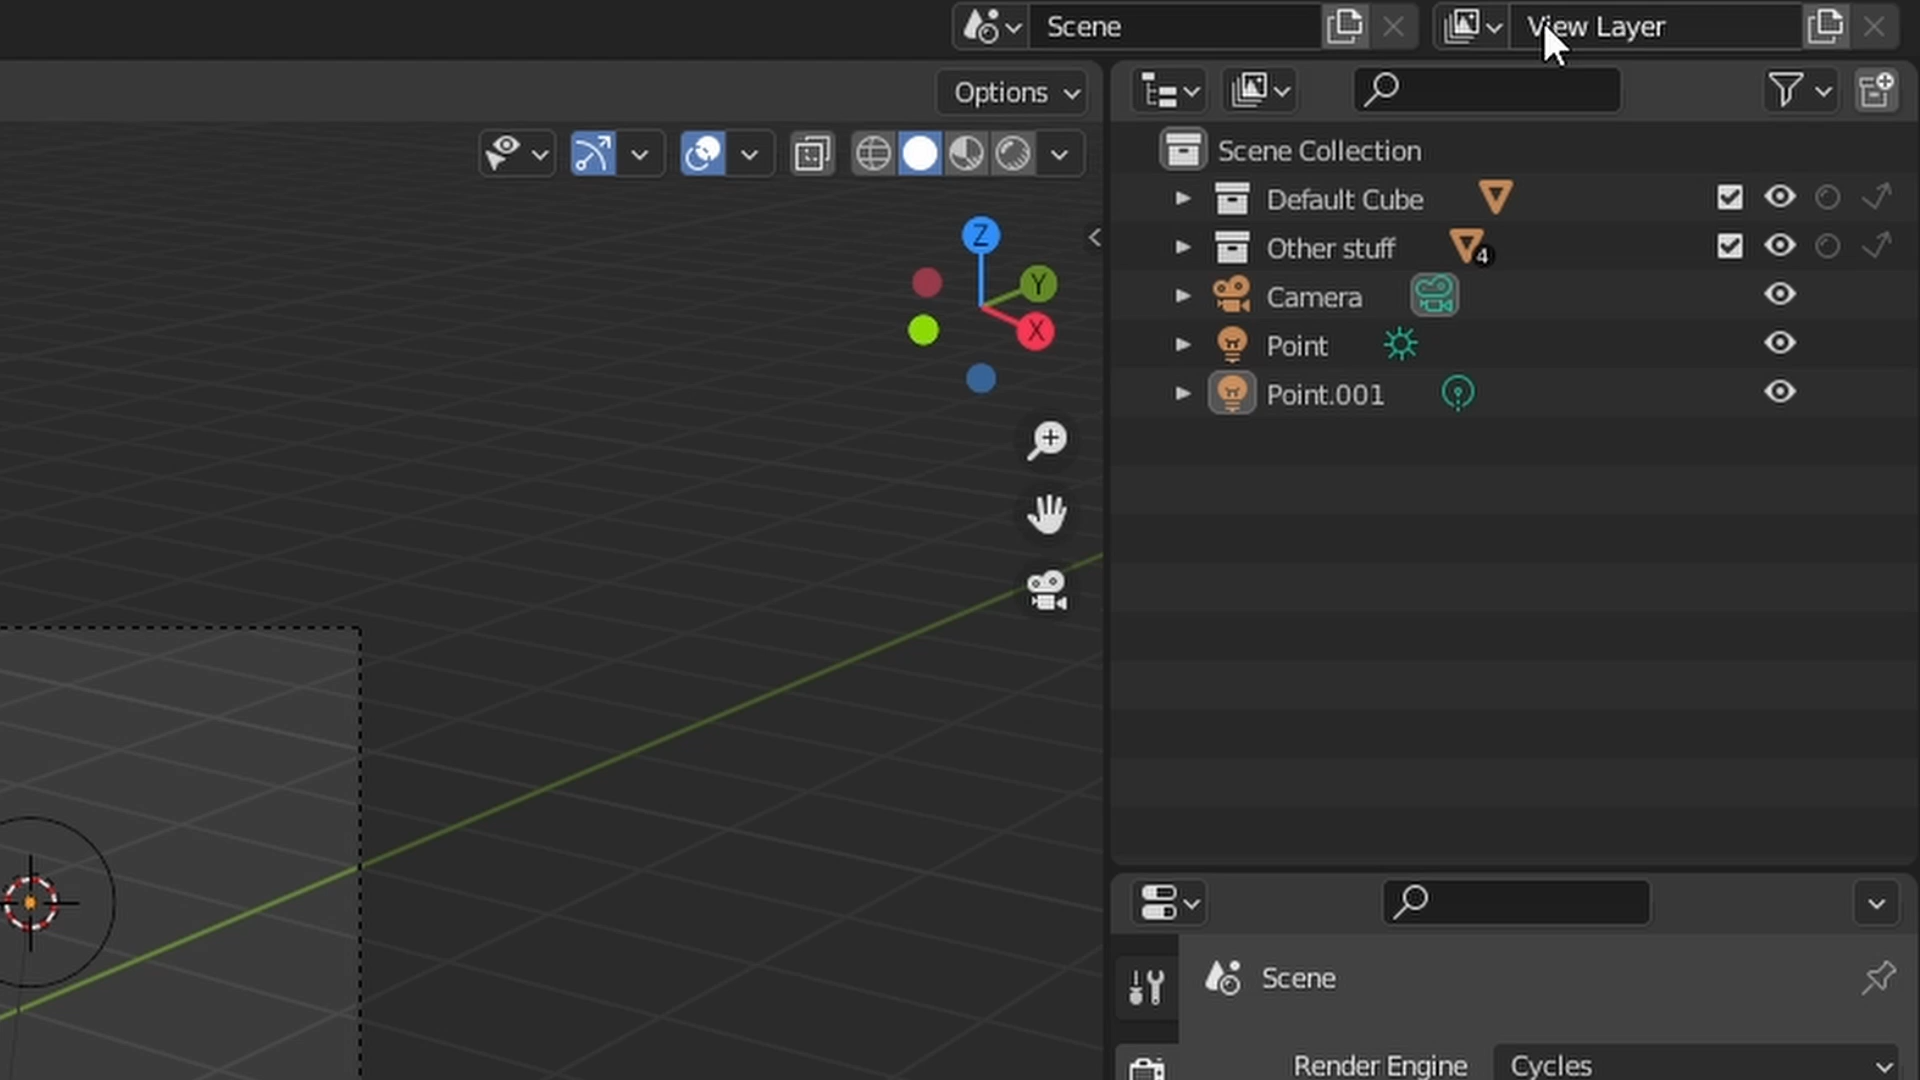 Scene
View Layer
Options
Scene Collection
Default Cube
Other stuff
4
Camera
Point
Point.001
Z
Y
X
Scene
Render Engine
Cycles